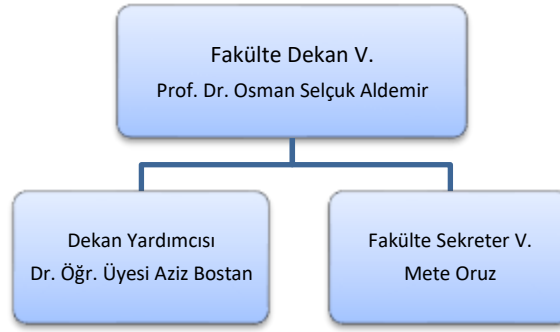 Fakülte Dekan V.
Prof. Dr. Osman Selçuk Aldemir
Dekan Yardımcısı
Dr. Öğr. Üyesi Aziz Bostan
Fakülte Sekreter V.
Mete Oruz